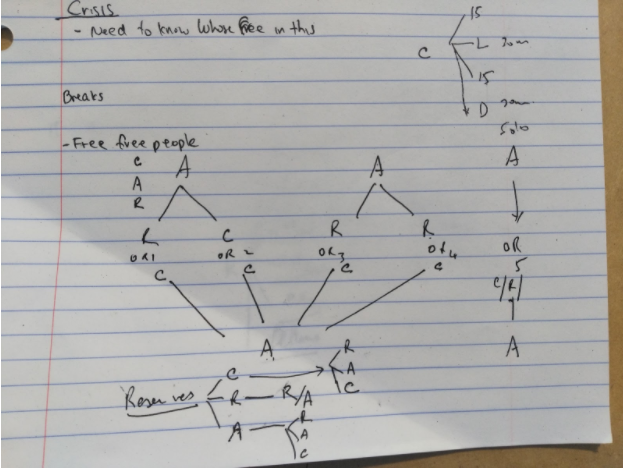 Crisis
- Need to know whose free in this
C
15
L 30m
15
D 30m
Breaks
- Free free people
C
A
R
A
R
OR1
C
C
OR2
C
A
R
OR3
C
R
OR4
C
A
Solo
A
OR
5
C/R/
A
Reserves
C
R
A
C
R
R/A
A
R
A
C